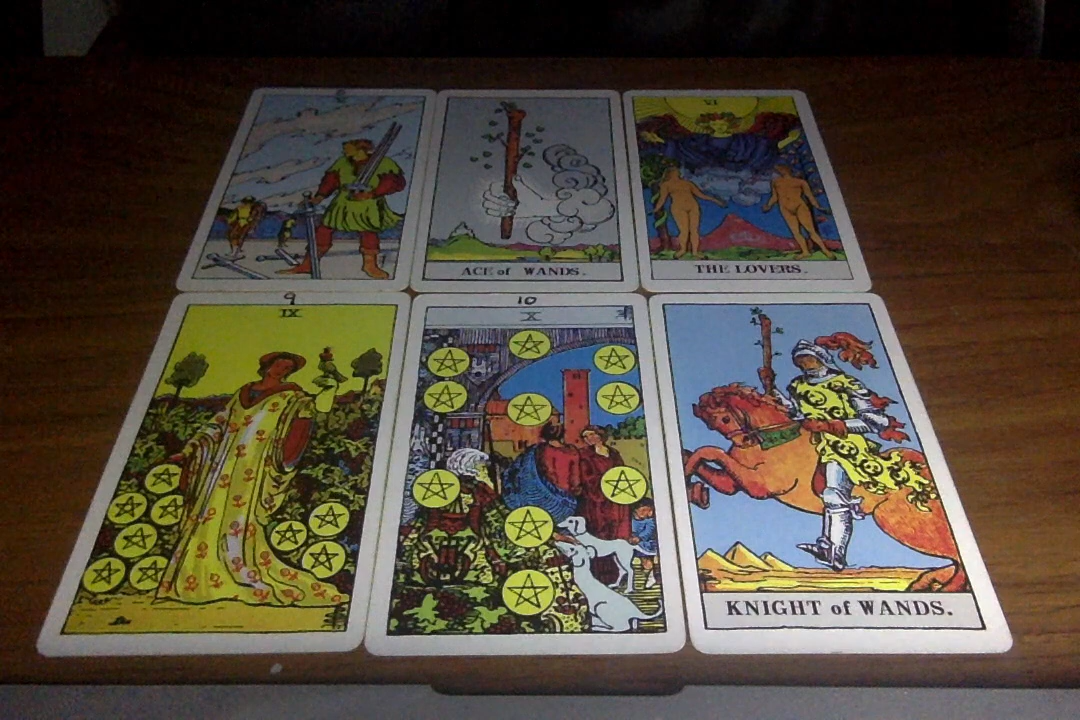 V
ACE of WANDS.
VI
THE LOVERS.
9
IX
10
X
KNIGHT of WANDS.